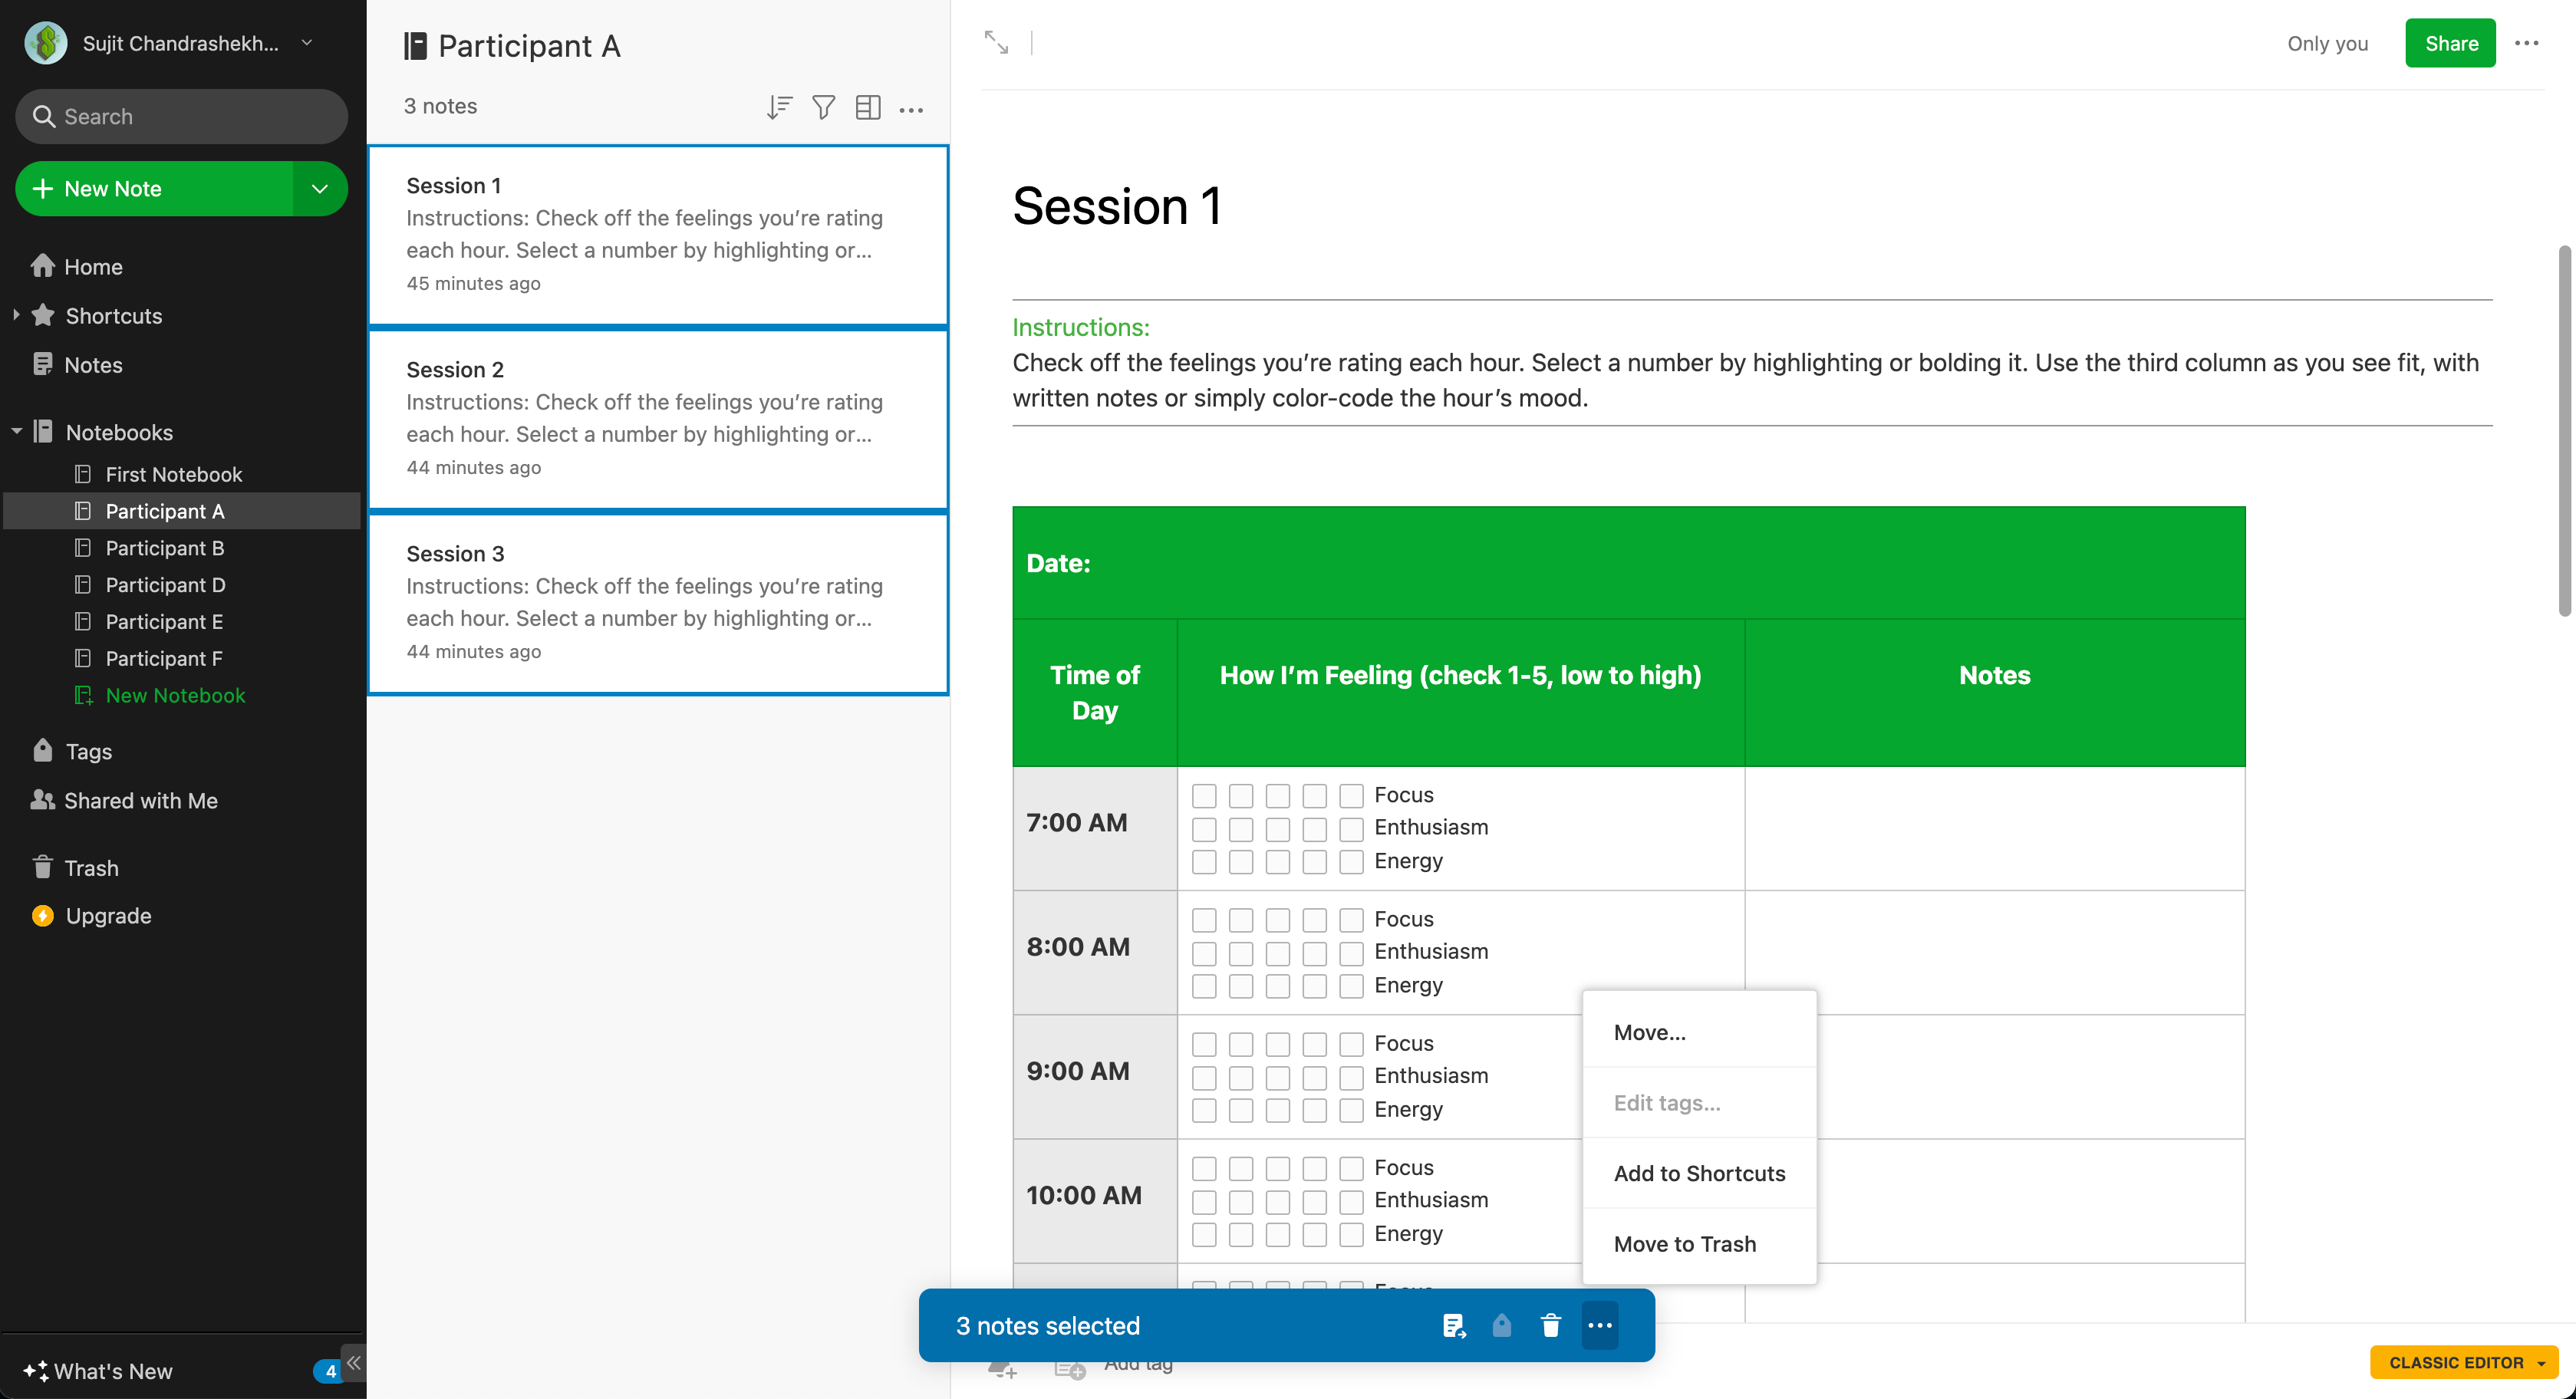 Sujit Chandrashekh...
Search
New Note
Home
Shortcuts
Notes
Notebooks
First Notebook
Participant A
Participant B
Participant D
Participant E
Participant F
New Notebook
Tags
Shared with Me
Trash
Upgrade
What's New
4
Participant A
3 notes
Session 1
Instructions: Check off the feelings you’re rating
each hour. Select a number by highlighting or...
45 minutes ago
Session 2
Instructions: Check off the feelings you’re rating
each hour. Select a number by highlighting or...
44 minutes ago
Session 3
Instructions: Check off the feelings you’re rating
each hour. Select a number by highlighting or...
44 minutes ago
Only you
Share
Session 1
Instructions:
Check off the feelings you’re rating each hour. Select a number by highlighting or bolding it. Use the third column as you see fit, with
written notes or simply color-code the hour’s mood.
Date:
Time of
Day
How I’m Feeling (check 1-5, low to high)
Notes
7:00 AM
Focus
Enthusiasm
Energy
8:00 AM
Focus
Enthusiasm
Energy
9:00 AM
Focus
Enthusiasm
Energy
10:00 AM
Focus
Enthusiasm
Energy
Move...
Edit tags...
Add to Shortcuts
Move to Trash
3 notes selected
Add tag
CLASSIC EDITOR